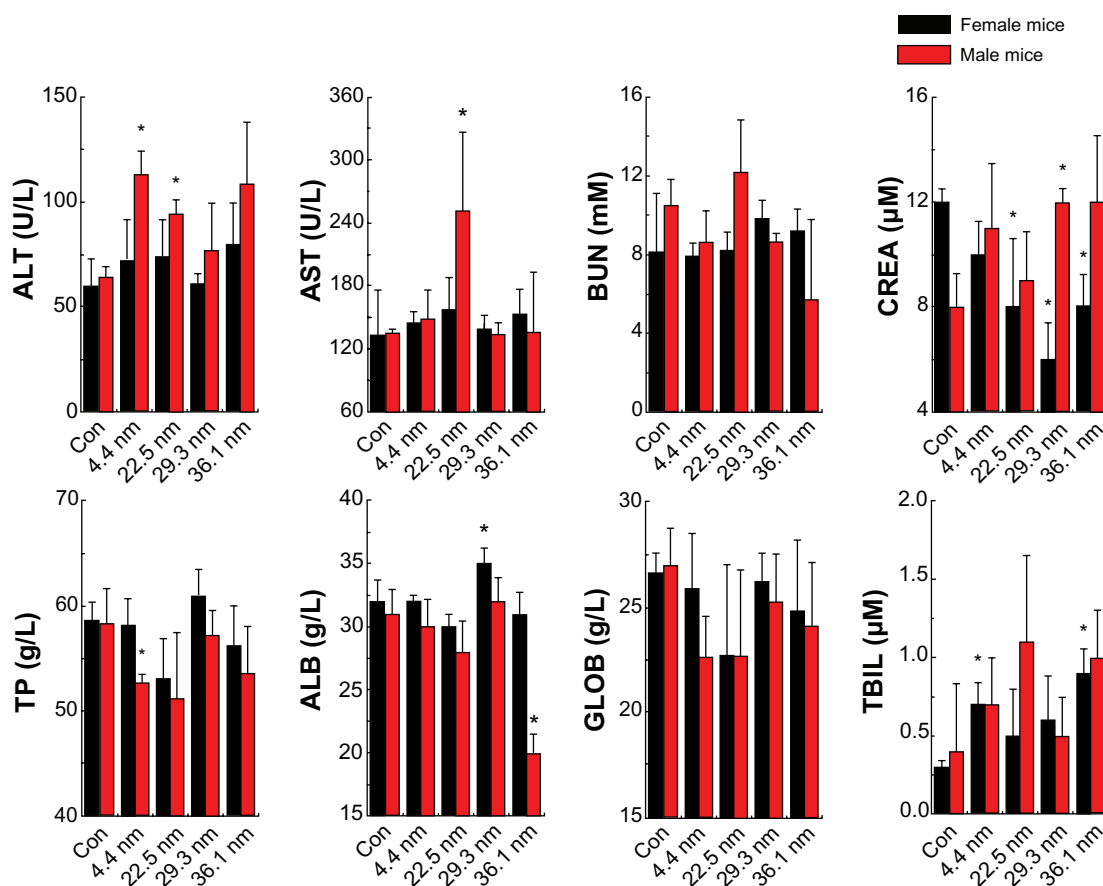 Female mice
Male mice
ALT (U/L)
150
100
50
0
*
*
Con
4.4 nm
22.5 nm
29.3 nm
36.1 nm
AST (U/L)
360
300
240
180
130
60
*
Con
4.4 nm
22.5 nm
29.3 nm
36.1 nm
BUN (mM)
16
12
8
4
0
Con
4.4 nm
22.5 nm
29.3 nm
36.1 nm
CREA (µM)
16
12
8
4
*
*
*
*
Con
4.4 nm
22.5 nm
29.3 nm
36.1 nm
TP (g/L)
70
60
50
40
*
Con
4.4 nm
22.5 nm
29.3 nm
36.1 nm
ALB (g/L)
40
35
30
25
20
15
*
*
Con
4.4 nm
22.5 nm
29.3 nm
36.1 nm
GLOB (g/L)
30
26
25
20
15
Con
4.4 nm
22.5 nm
29.3 nm
36.1 nm
TBIL (µM)
2.0
1.5
1.0
0.5
0.0
*
*
Con
4.4 nm
22.5 nm
29.3 nm
36.1 nm